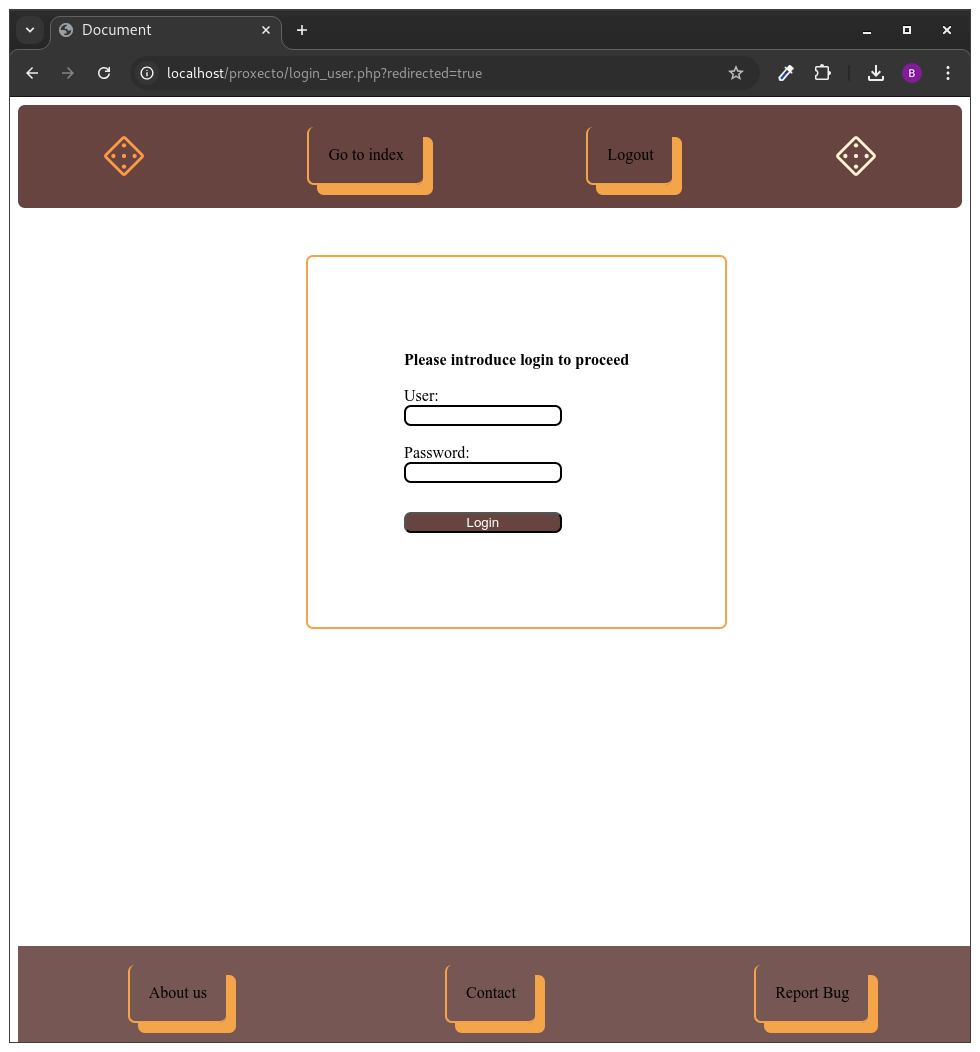 Document
localhost/proxecto/login_user.php?redirected=true
B
Go to index
Logout
Please introduce login to proceed
User:
Password:
Login
About us
Contact
Report Bug